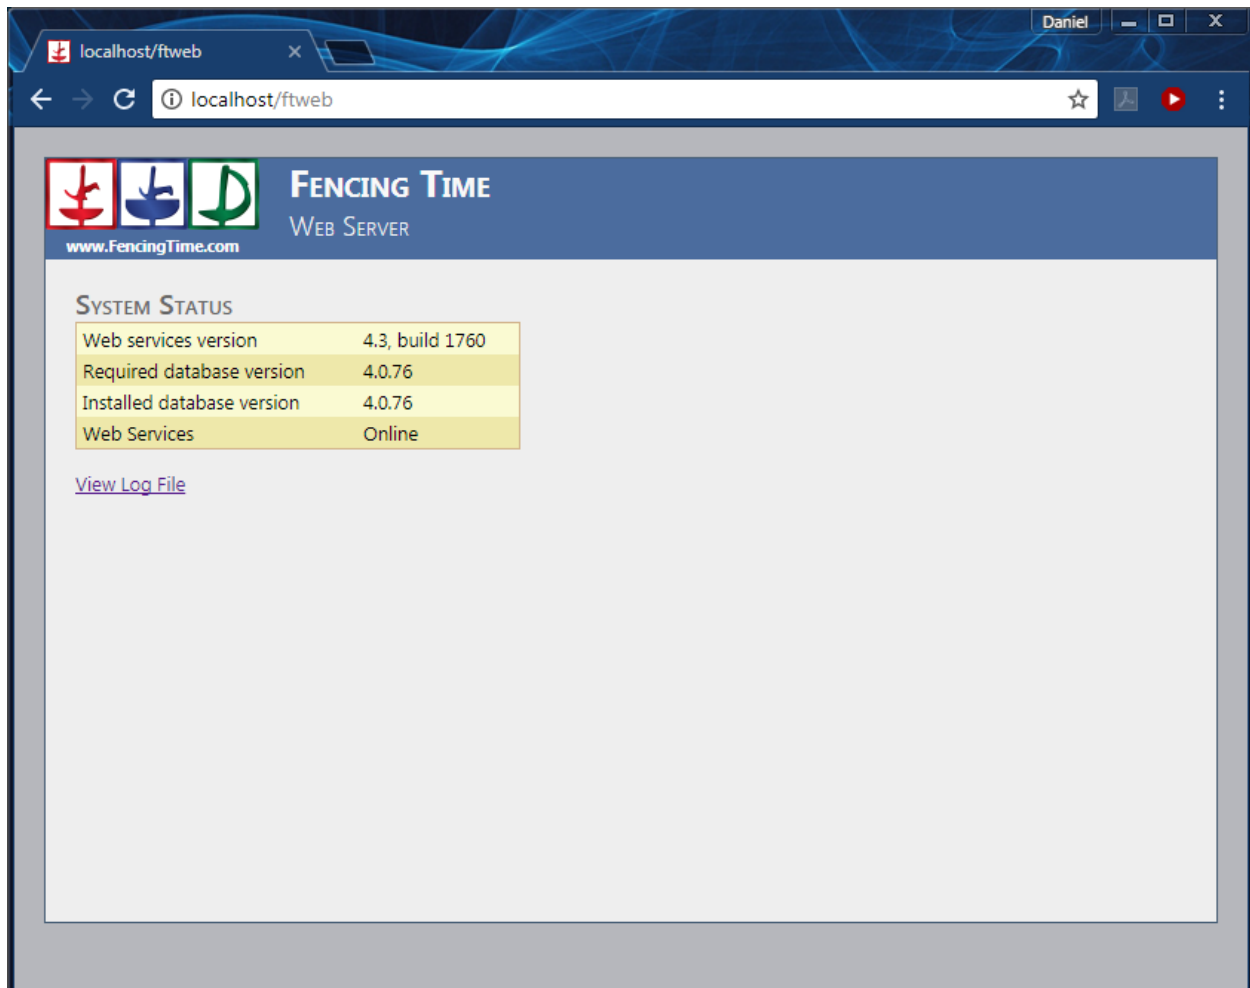 Daniel
localhost/ftweb
localhost/ftweb
FENCING TIME
WEB SERVER
www.FencingTime.com
SYSTEM STATUS
Web services version 4.3, build 1760
Required database version 4.0.76
Installed database version 4.0.76
Web Services Online
View Log File